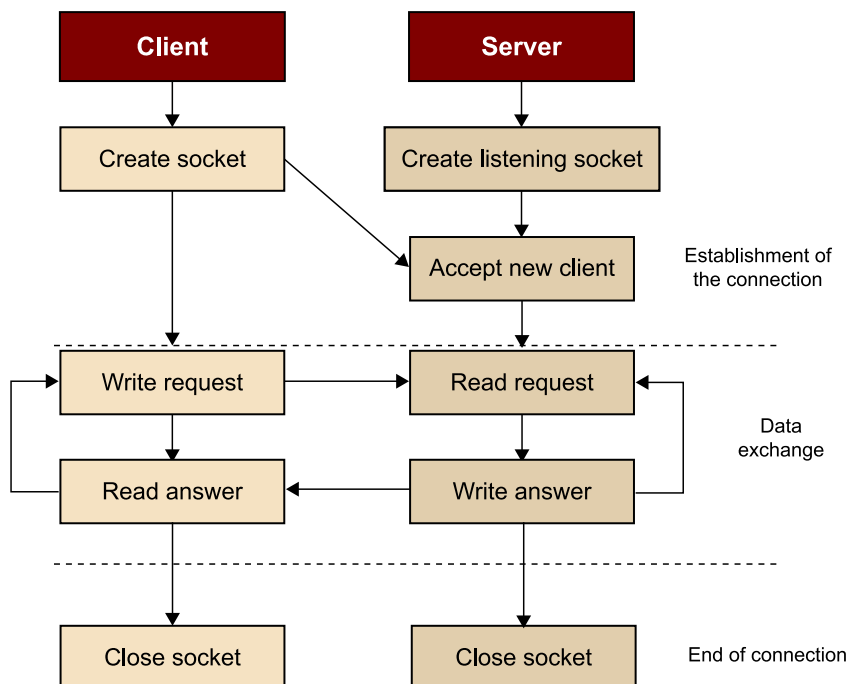 Client
Server
Create socket
Create listening socket
Accept new client
Establishment of
the connection
Write request
Read request
Data
exchange
Read answer
Write answer
Close socket
Close socket
End of connection